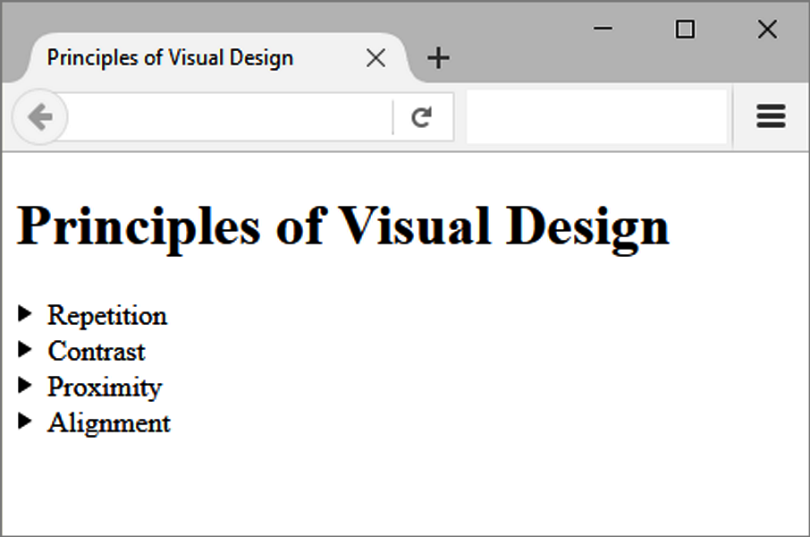 Principles of Visual Design
Principles of Visual Design
Repetition
Contrast
Proximity
Alignment